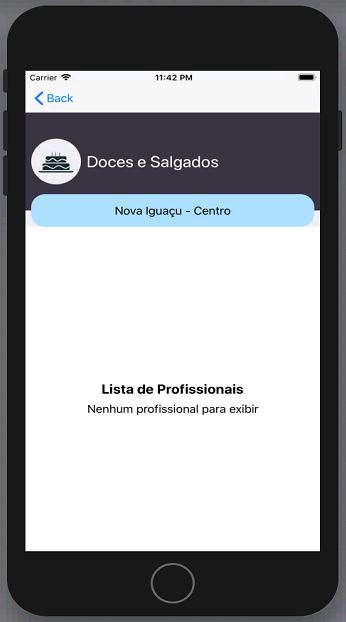 Carrier
11:42 PM
Back
Doces e Salgados
Nova Iguaçu - Centro
Lista de Profissionais
Nenhum profissional para exibir